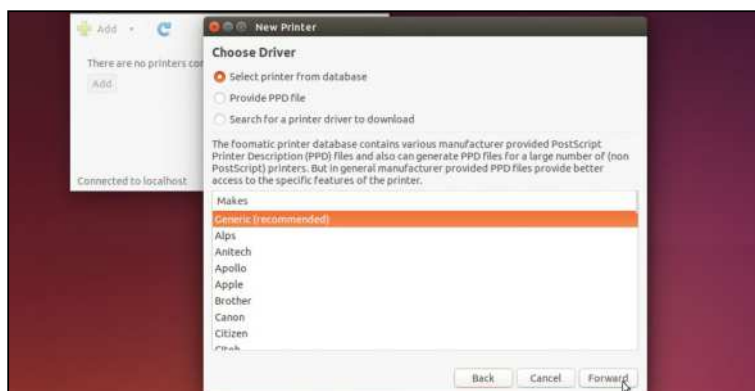 Add
New Printer
There are no printers con
Add
Connected to localhost
Choose Driver
Select printer from database
Provide PPD file
Search for a printer driver to download
The foomatic printer database contains various manufacturer provided PostScript
Printer Description (PPD) files and also can generate PPD files for a large number of (non
PostScript) printers. But in general manufacturer provided PPD files provide better
access to the specific features of the printer.
Makes
Generic (recommended)
Alps
Anitech
Apollo
Apple
Brother
Canon
Citizen
Back
Cancel
Forward